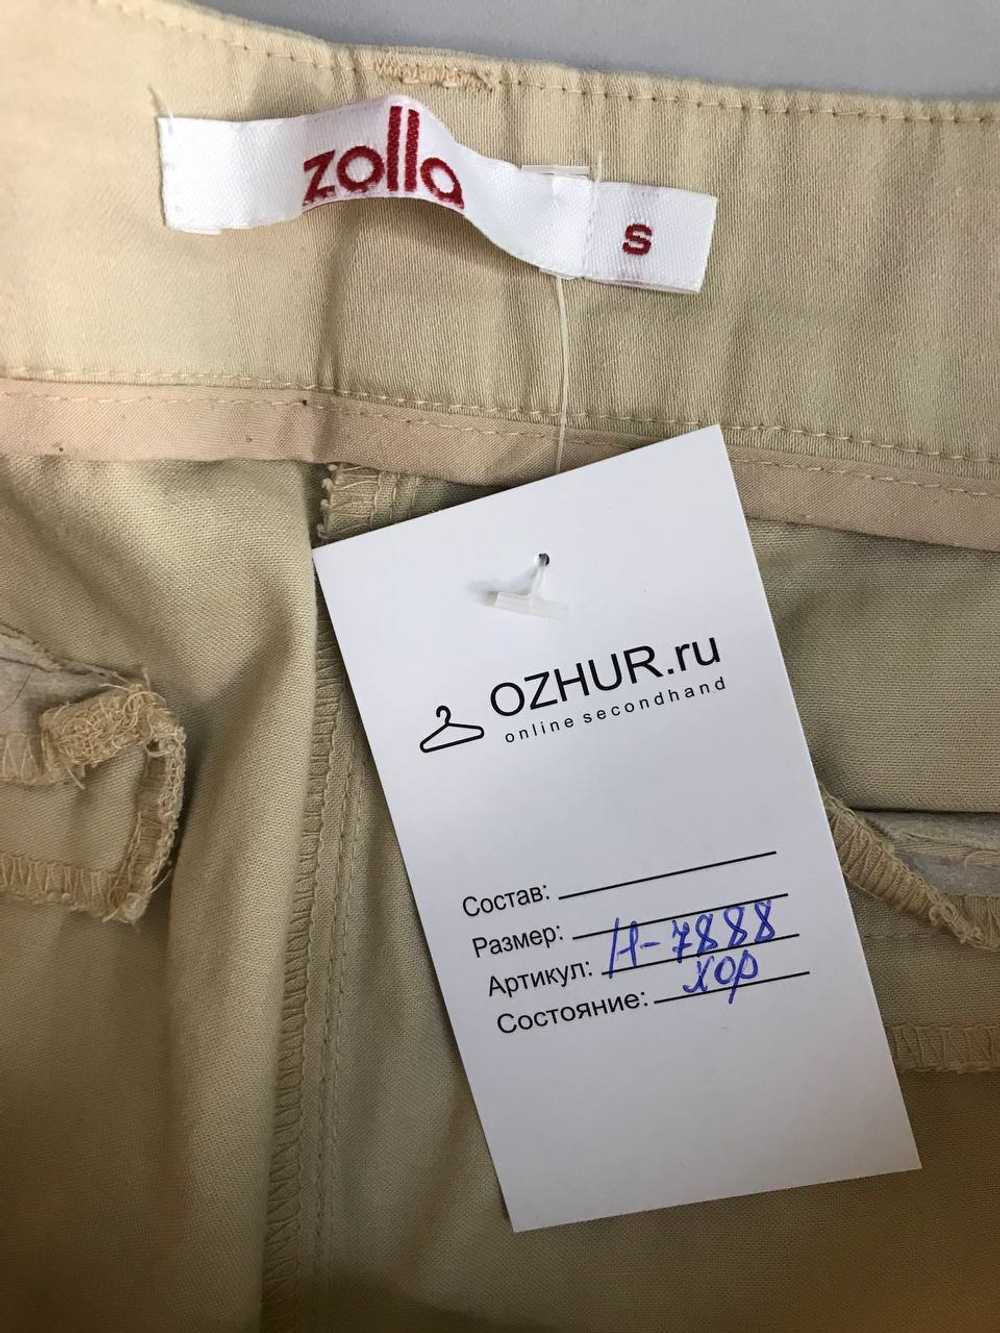 zolla
s
OZHUR.ru
online secondhand
Состав:
Размер:
Артикул: Н-7888
Состояние: хор